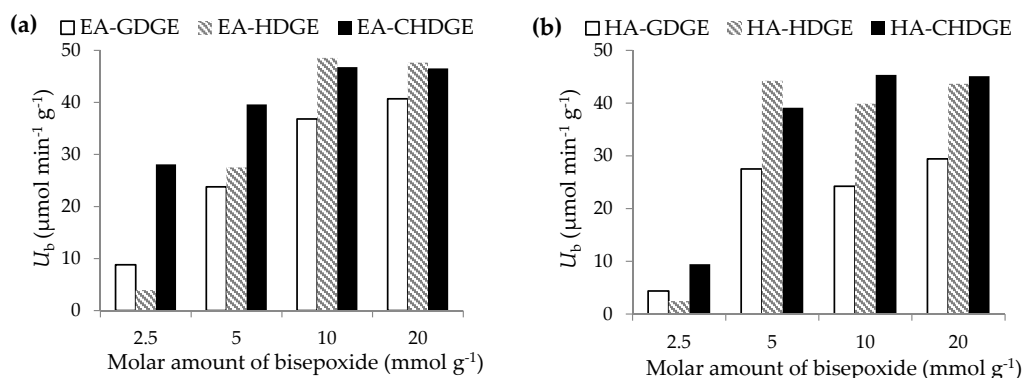 (a) EA-GDGE EA-HDGE EA-CHDGE
50
40
30
20
10
0
U_b (µmol min⁻¹ g⁻¹)
2.5 5 10 20
Molar amount of bisepoxide (mmol g⁻¹)
(b) HA-GDGE HA-HDGE HA-CHDGE
50
40
30
20
10
0
U_b (µmol min⁻¹ g⁻¹)
2.5 5 10 20
Molar amount of bisepoxide (mmol g⁻¹)